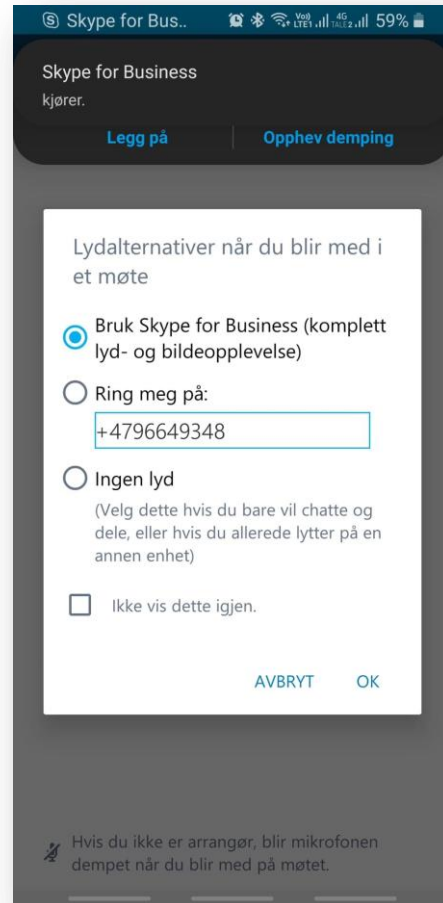 Skype for Bus.. 59%
Skype for Business
kjører.
Legg på Opphev demping
Lydalternativer når du blir med i
et møte
Bruk Skype for Business (komplett
lyd- og bildeopplevelse)
Ring meg på:
+4796649348
Ingen lyd
(Velg dette hvis du bare vil chatte og
dele, eller hvis du allerede lytter på en
annen enhet)
Ikke vis dette igjen.
AVBRYT OK
Hvis du ikke er arrangør, blir mikrofonen
dempet når du blir med på møtet.